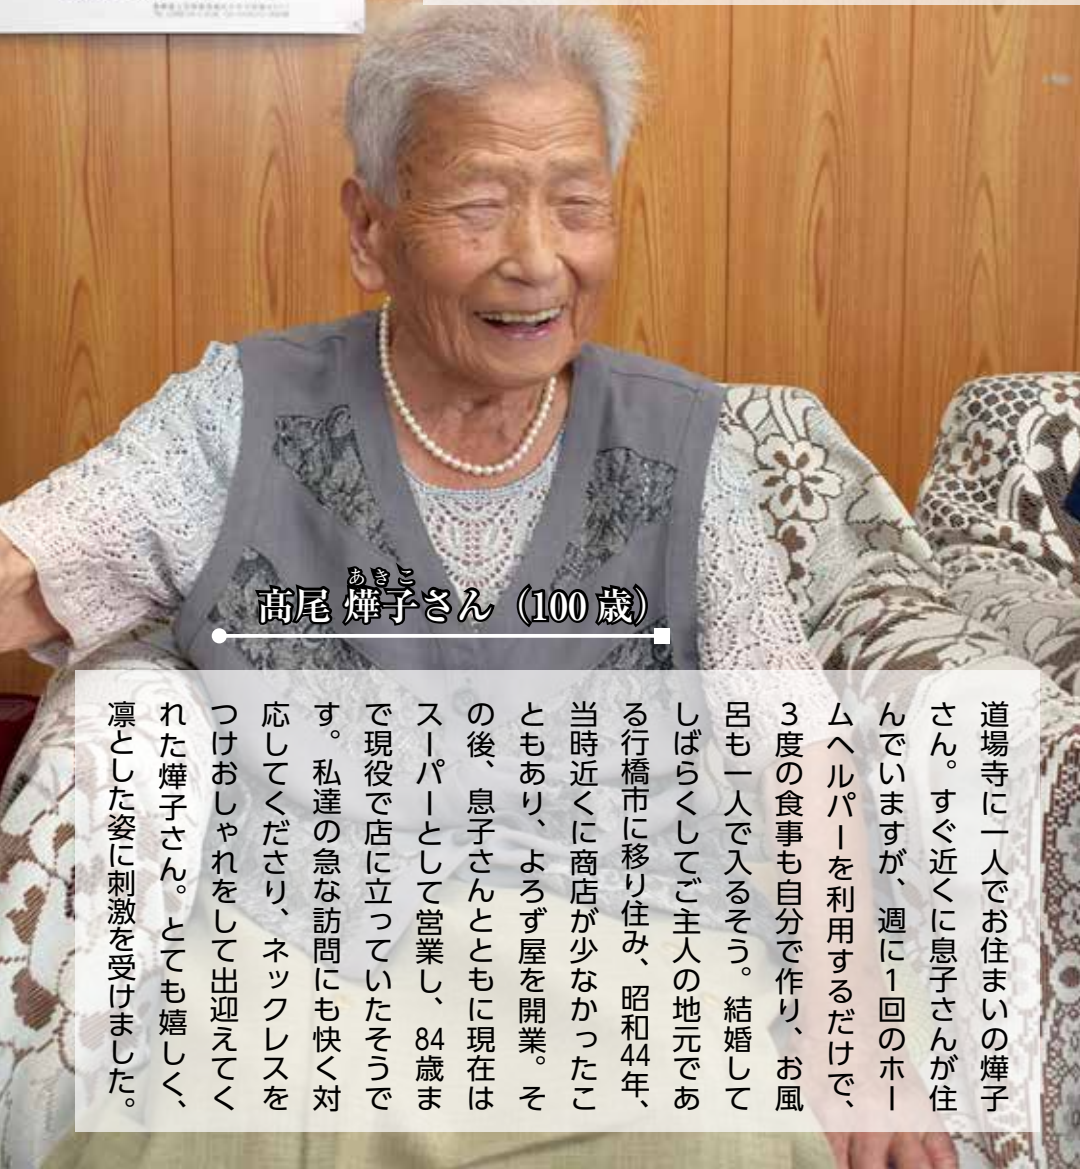 あきこ
髙尾 燁子さん（100 歳）
道場寺に一人でお住まいの燁子
さん。すぐ近くに息子さんが住
んでいますが、週に1回のホー
ムヘルパーを利用するだけで、
３度の食事も自分で作り、お風
呂も一人で入るそう。結婚して
しばらくしてご主人の地元であ
る行橋市に移り住み、昭和44年、
当時近くに商店が少なかったこ
ともあり、よろず屋を開業。そ
の後、息子さんとともに現在は
スーパーとして営業し、84歳ま
で現役で店に立っていたそうで
す。私達の急な訪問にも快く対
応してくださり、ネックレスを
つけおしゃれをして出迎えてく
れた燁子さん。とても嬉しく、
凛とした姿に刺激を受けました。